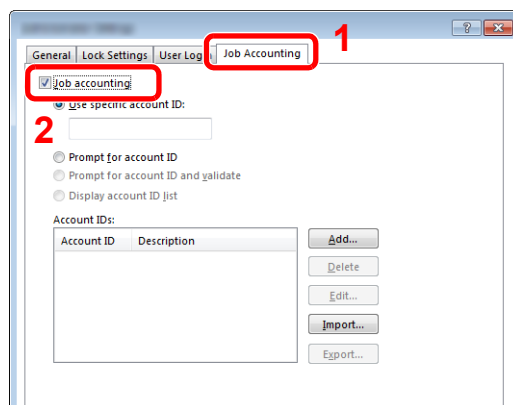 1
General Lock Settings User Login Job Accounting
Job accounting
Use specific account ID:
2
Prompt for account ID
Prompt for account ID and validate
Display account ID list
Account IDs:
Account ID Description
Add...
Delete
Edit...
Import...
Export...